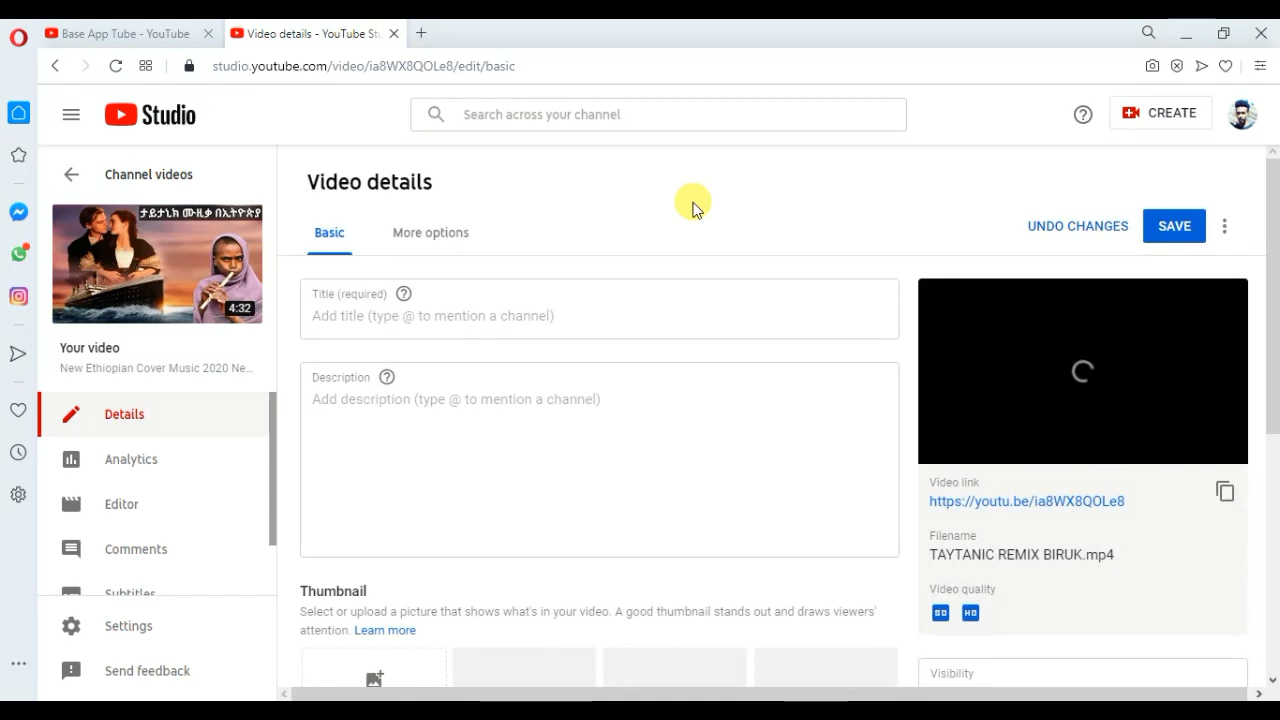 Base App Tube - YouTube
Video details - YouTube Stu
studio.youtube.com/video/ia8WX8QOLe8/edit/basic
Studio
Search across your channel
CREATE
Channel videos
ታይታኒክ ሙዚቃ በኢትዮጵያ
4:32
Your video
New Ethiopian Cover Music 2020 Ne...
Details
Analytics
Editor
Comments
Subtitles
Settings
Send feedback
Video details
Basic
More options
UNDO CHANGES
SAVE
Title (required)
Add title (type @ to mention a channel)
Description
Add description (type @ to mention a channel)
Thumbnail
Select or upload a picture that shows what's in your video. A good thumbnail stands out and draws viewers'
attention. Learn more
Video link
https://youtu.be/ia8WX8QOLe8
Filename
TAYTANIC REMIX BIRUK.mp4
Video quality
SD HD
Visibility